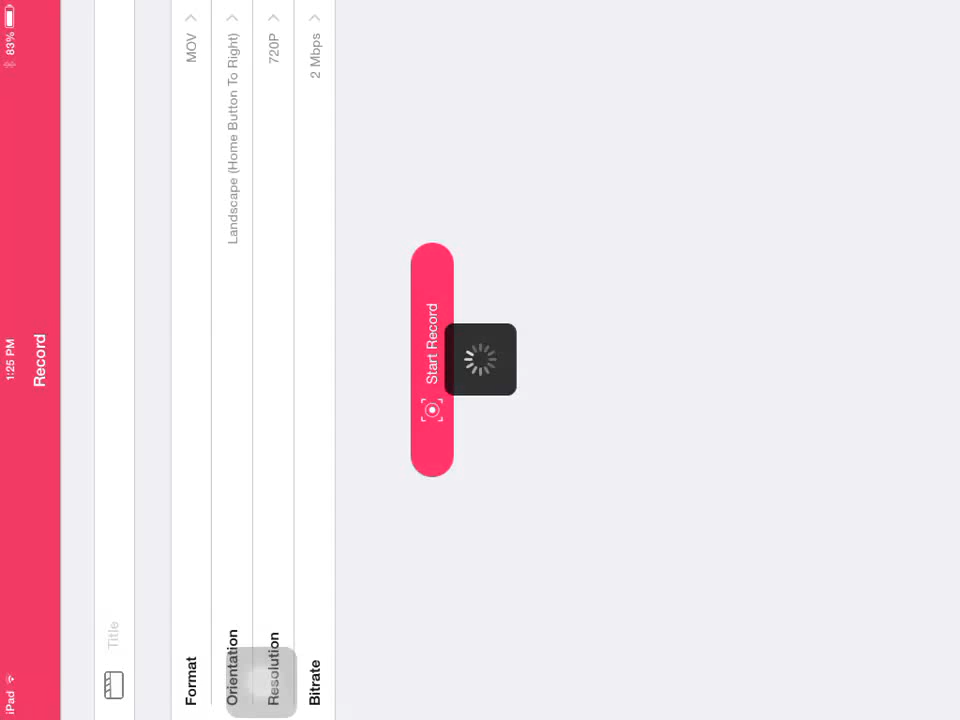 iPad 1:25 PM 83%
Record
Title
Format MOV
Orientation Landscape (Home Button To Right)
Resolution 720P
Bitrate 2 Mbps
Start Record